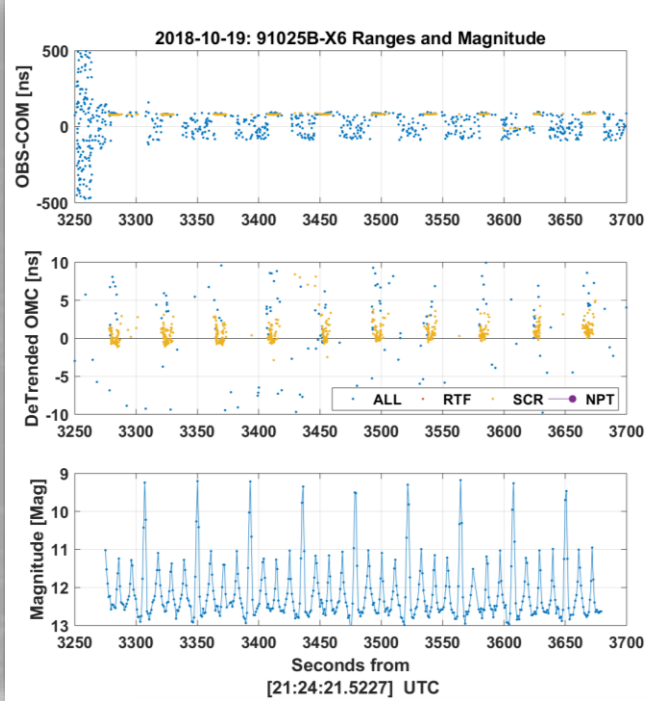 2018-10-19: 91025B-X6 Ranges and Magnitude
OBS-COM [ns]
500
0
-500
3250 3300 3350 3400 3450 3500 3550 3600 3650 3700
DeTrended OMC [ns]
10
5
0
-5
-10
ALL RTF SCR NPT
3250 3300 3350 3400 3450 3500 3550 3600 3650 3700
Magnitude [Mag]
9
10
11
12
13
3250 3300 3350 3400 3450 3500 3550 3600 3650 3700
Seconds from
[21:24:21.5227] UTC